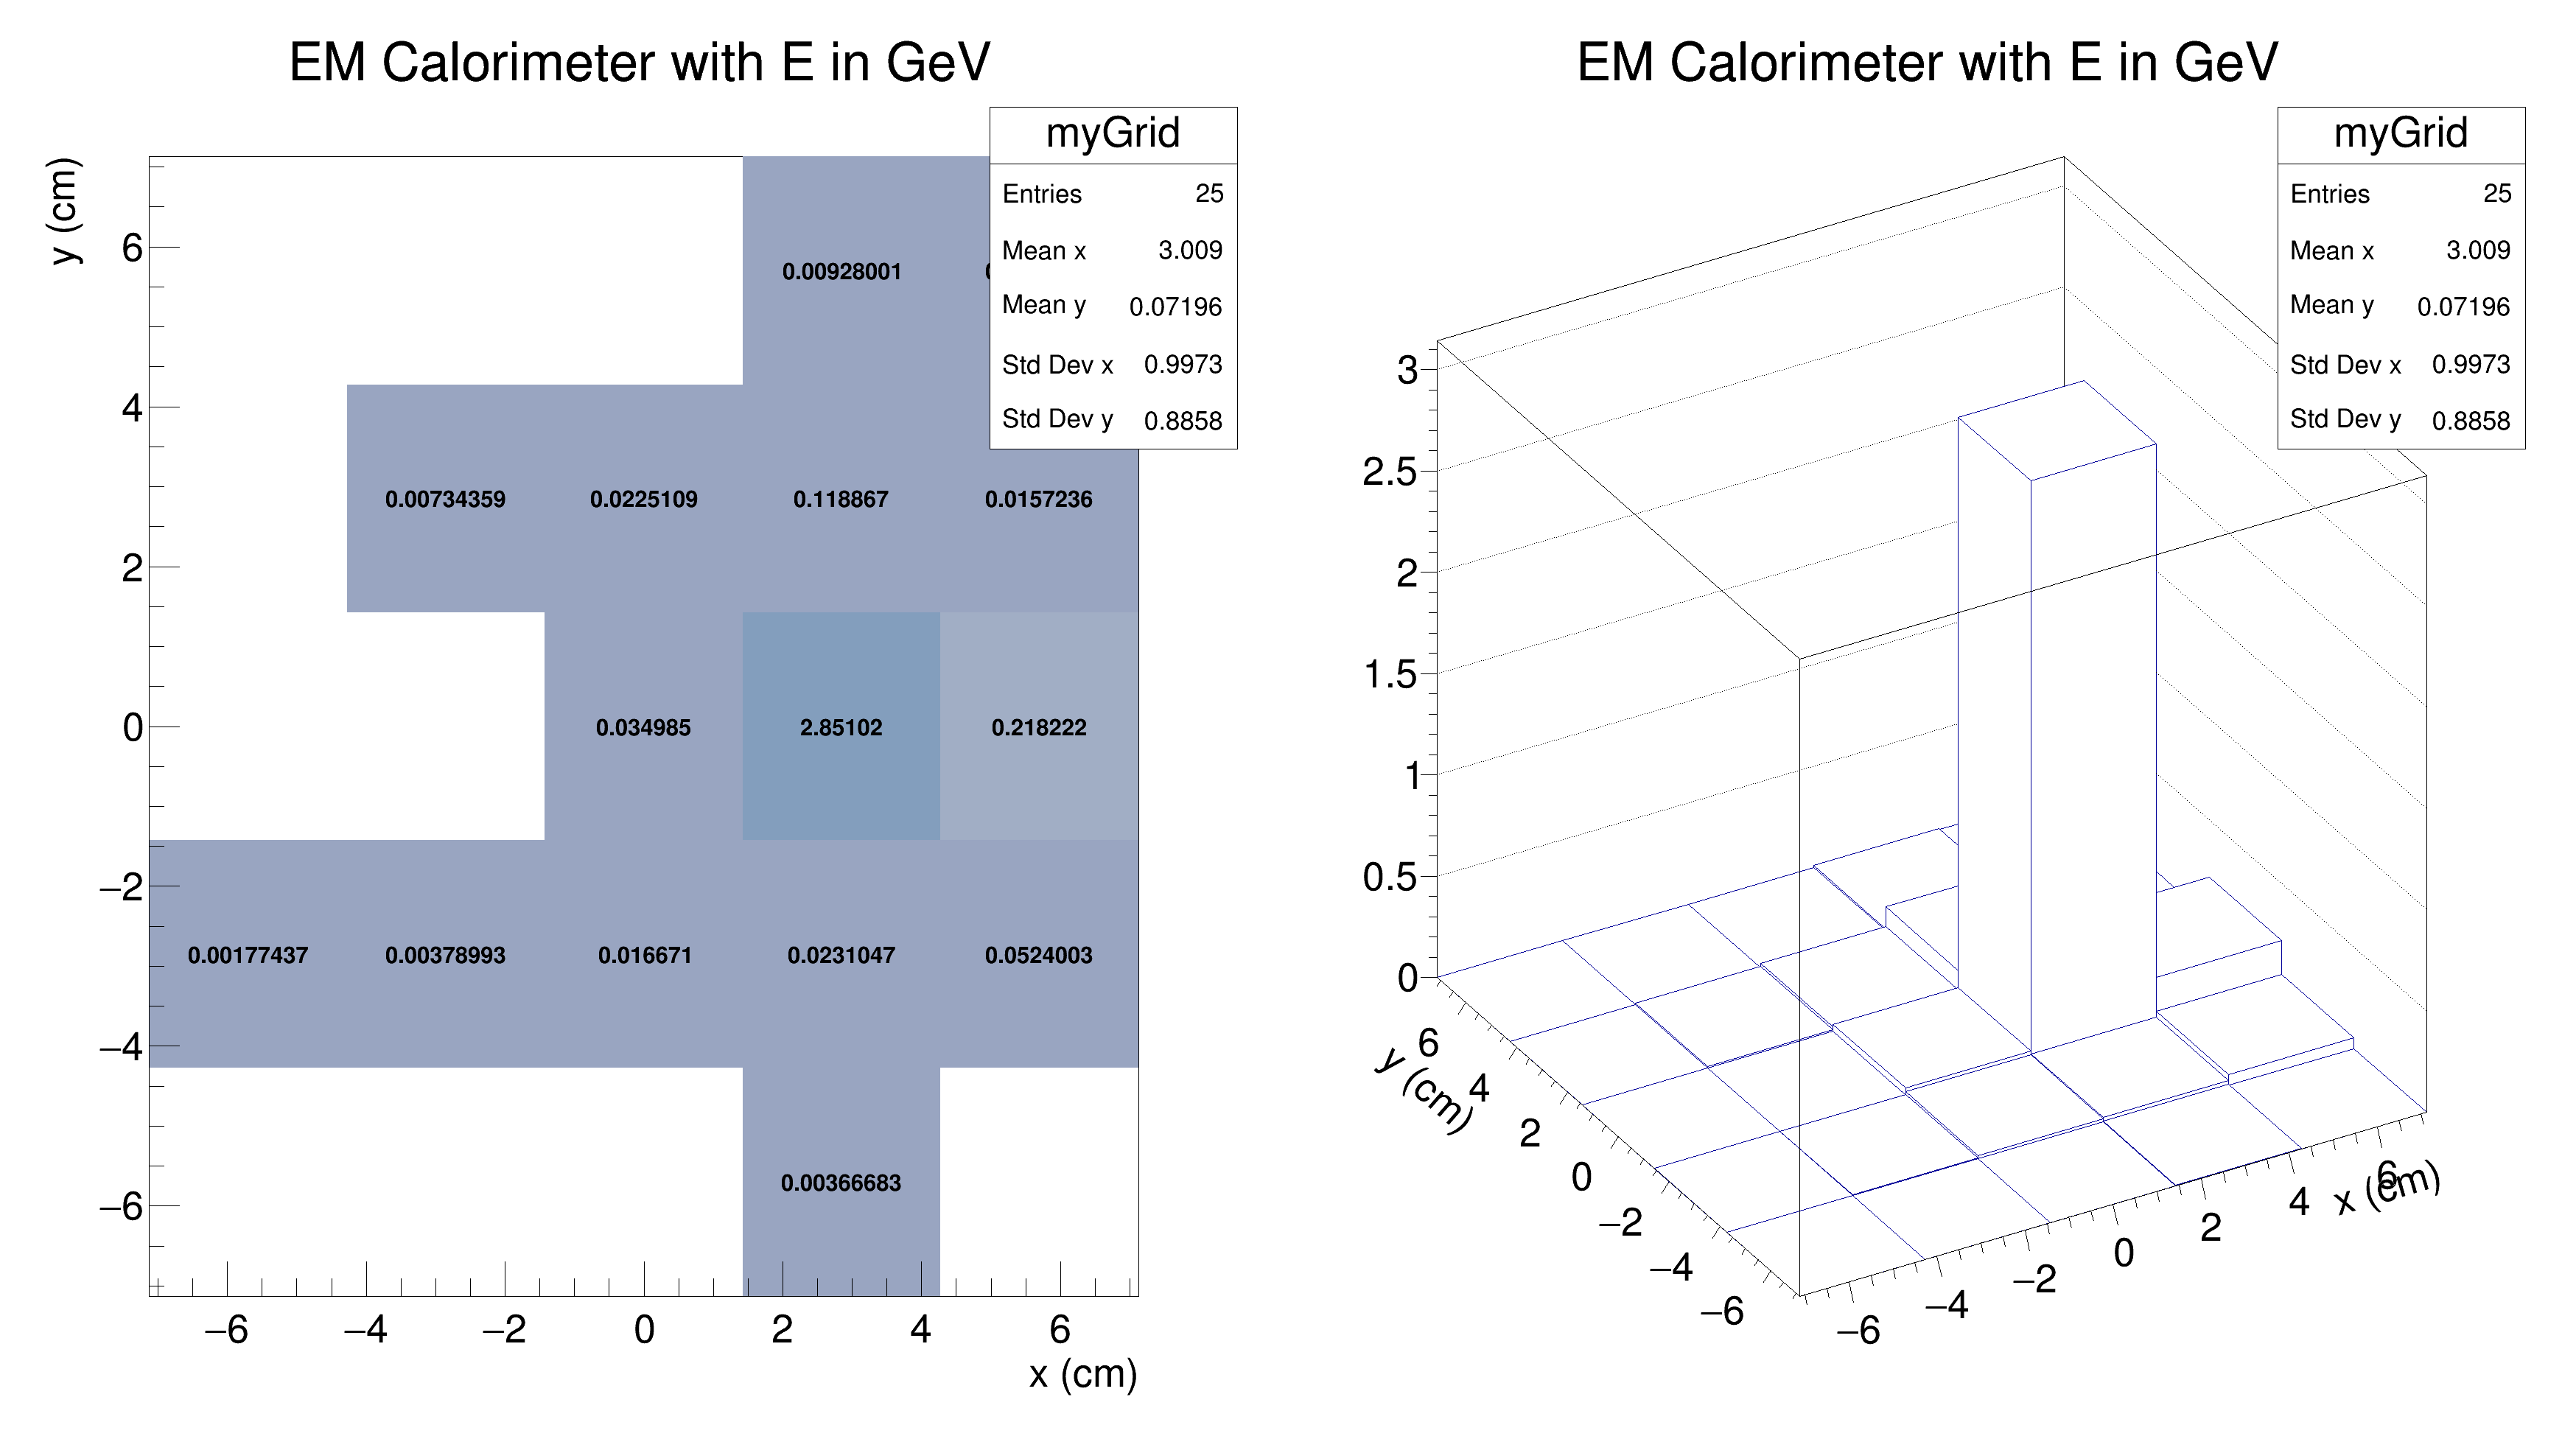 EM Calorimeter with E in GeV
myGrid
Entries 25
Mean x 3.009
Mean y 0.07196
Std Dev x 0.9973
Std Dev y 0.8858
y (cm)
6
4
2
0
−2
−4
−6
0.00928001
0.00734359 0.0225109 0.118867 0.0157236
0.034985 2.85102 0.218222
0.00177437 0.00378993 0.016671 0.0231047 0.0524003
0.00366683
−6 −4 −2 0 2 4 6
x (cm)
EM Calorimeter with E in GeV
myGrid
Entries 25
Mean x 3.009
Mean y 0.07196
Std Dev x 0.9973
Std Dev y 0.8858
3
2.5
2
1.5
1
0.5
0
y (cm)
6
4
2
0
−2
−4
−6
−6 −4 −2 0 2 4 6
x (cm)